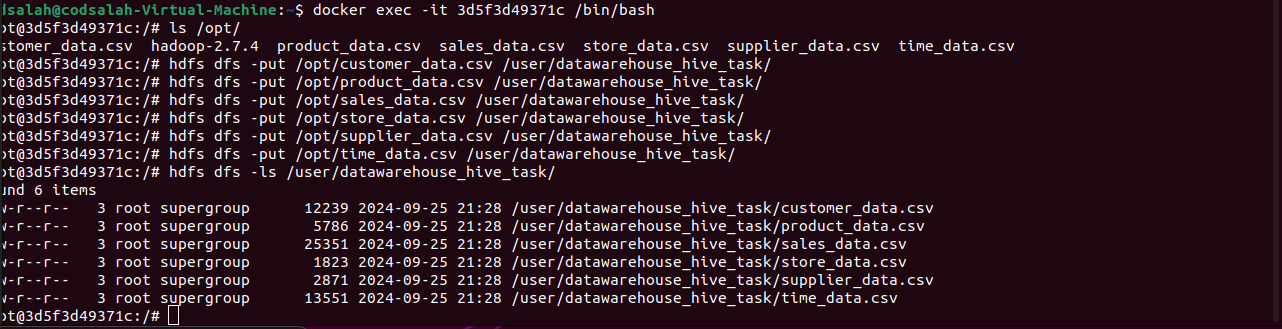 dsalah@codsalah-Virtual-Machine:~$ docker exec -it 3d5f3d49371c /bin/bash
ot@3d5f3d49371c:/# ls /opt/
stomer_data.csv  hadoop-2.7.4  product_data.csv  sales_data.csv  store_data.csv  supplier_data.csv  time_data.csv
ot@3d5f3d49371c:/# hdfs dfs -put /opt/customer_data.csv /user/datawarehouse_hive_task/
ot@3d5f3d49371c:/# hdfs dfs -put /opt/product_data.csv /user/datawarehouse_hive_task/
ot@3d5f3d49371c:/# hdfs dfs -put /opt/sales_data.csv /user/datawarehouse_hive_task/
ot@3d5f3d49371c:/# hdfs dfs -put /opt/store_data.csv /user/datawarehouse_hive_task/
ot@3d5f3d49371c:/# hdfs dfs -put /opt/supplier_data.csv /user/datawarehouse_hive_task/
ot@3d5f3d49371c:/# hdfs dfs -put /opt/time_data.csv /user/datawarehouse_hive_task/
ot@3d5f3d49371c:/# hdfs dfs -ls /user/datawarehouse_hive_task/
und 6 items
w-r--r--   3 root supergroup      12239 2024-09-25 21:28 /user/datawarehouse_hive_task/customer_data.csv
w-r--r--   3 root supergroup       5786 2024-09-25 21:28 /user/datawarehouse_hive_task/product_data.csv
w-r--r--   3 root supergroup      25351 2024-09-25 21:28 /user/datawarehouse_hive_task/sales_data.csv
w-r--r--   3 root supergroup       1823 2024-09-25 21:28 /user/datawarehouse_hive_task/store_data.csv
w-r--r--   3 root supergroup       2871 2024-09-25 21:28 /user/datawarehouse_hive_task/supplier_data.csv
w-r--r--   3 root supergroup      13551 2024-09-25 21:28 /user/datawarehouse_hive_task/time_data.csv
ot@3d5f3d49371c:/#